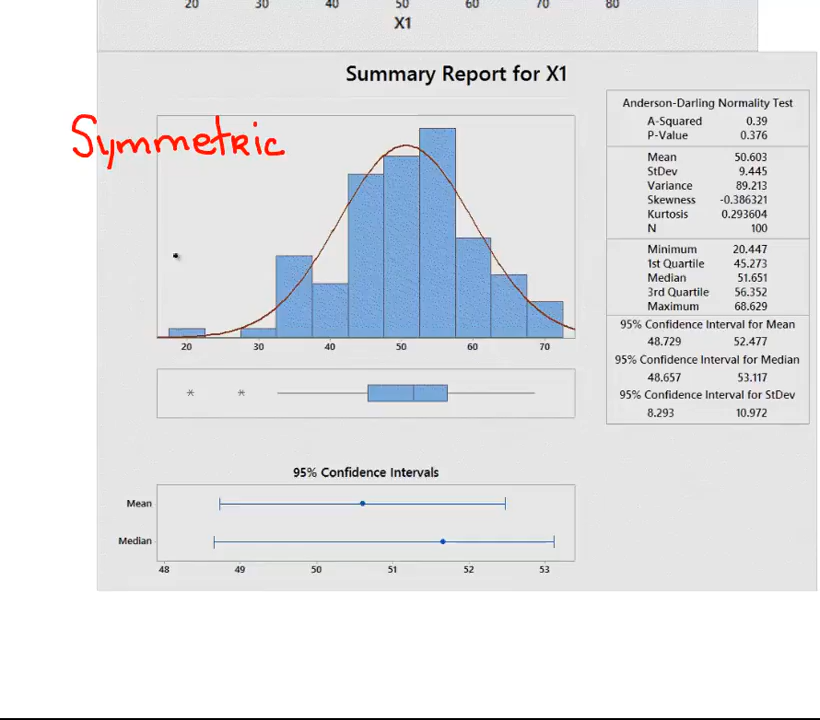 20 30 40 50 60 70 80
X1
Summary Report for X1
Symmetric
20 30 40 50 60 70
Anderson-Darling Normality Test
A-Squared 0.39
P-Value 0.376
Mean 50.603
StDev 9.445
Variance 89.213
Skewness -0.386321
Kurtosis 0.293604
N 100
Minimum 20.447
1st Quartile 45.273
Median 51.651
3rd Quartile 56.352
Maximum 68.629
95% Confidence Interval for Mean
48.729 52.477
95% Confidence Interval for Median
48.657 53.117
95% Confidence Interval for StDev
8.293 10.972
95% Confidence Intervals
Mean
Median
48 49 50 51 52 53